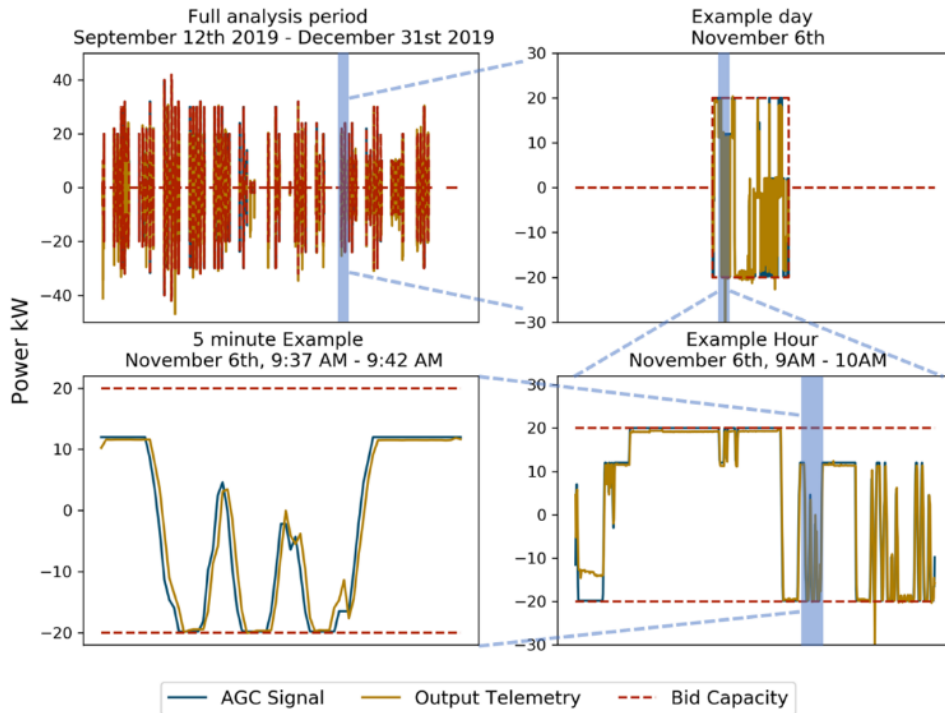 Full analysis period
September 12th 2019 - December 31st 2019
Example day
November 6th
40
20
0
−20
−40
30
20
10
0
−10
−20
−30
Power kW
5 minute Example
November 6th, 9:37 AM - 9:42 AM
Example Hour
November 6th, 9AM - 10AM
20
10
0
−10
−20
30
20
10
0
−10
−20
−30
AGC Signal
Output Telemetry
Bid Capacity